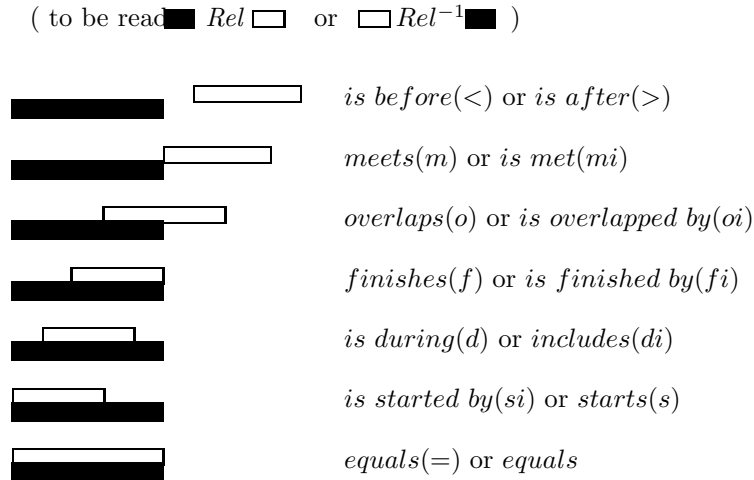 ( to be read Rel or Rel⁻¹ )
is before(<) or is after(>)
meets(m) or is met(mi)
overlaps(o) or is overlapped by(oi)
finishes(f) or is finished by(fi)
is during(d) or includes(di)
is started by(si) or starts(s)
equals(=) or equals